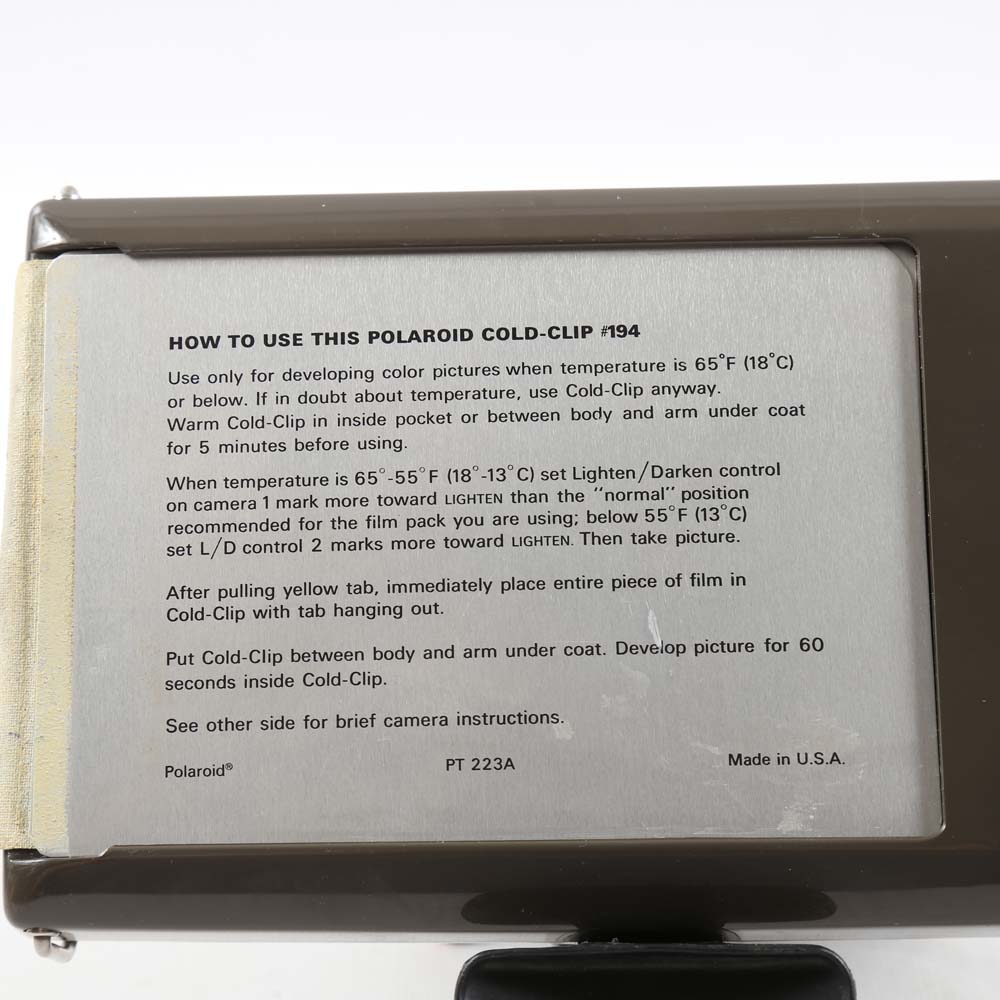 HOW TO USE THIS POLAROID COLD-CLIP #194
Use only for developing color pictures when temperature is 65°F (18°C)
or below. If in doubt about temperature, use Cold-Clip anyway.
Warm Cold-Clip in inside pocket or between body and arm under coat
for 5 minutes before using.
When temperature is 65°-55°F (18°-13°C) set Lighten/Darken control
on camera 1 mark more toward LIGHTEN than the "normal" position
recommended for the film pack you are using; below 55°F (13°C)
set L/D control 2 marks more toward LIGHTEN. Then take picture.
After pulling yellow tab, immediately place entire piece of film in
Cold-Clip with tab hanging out.
Put Cold-Clip between body and arm under coat. Develop picture for 60
seconds inside Cold-Clip.
See other side for brief camera instructions.
Polaroid® PT 223A Made in U.S.A.